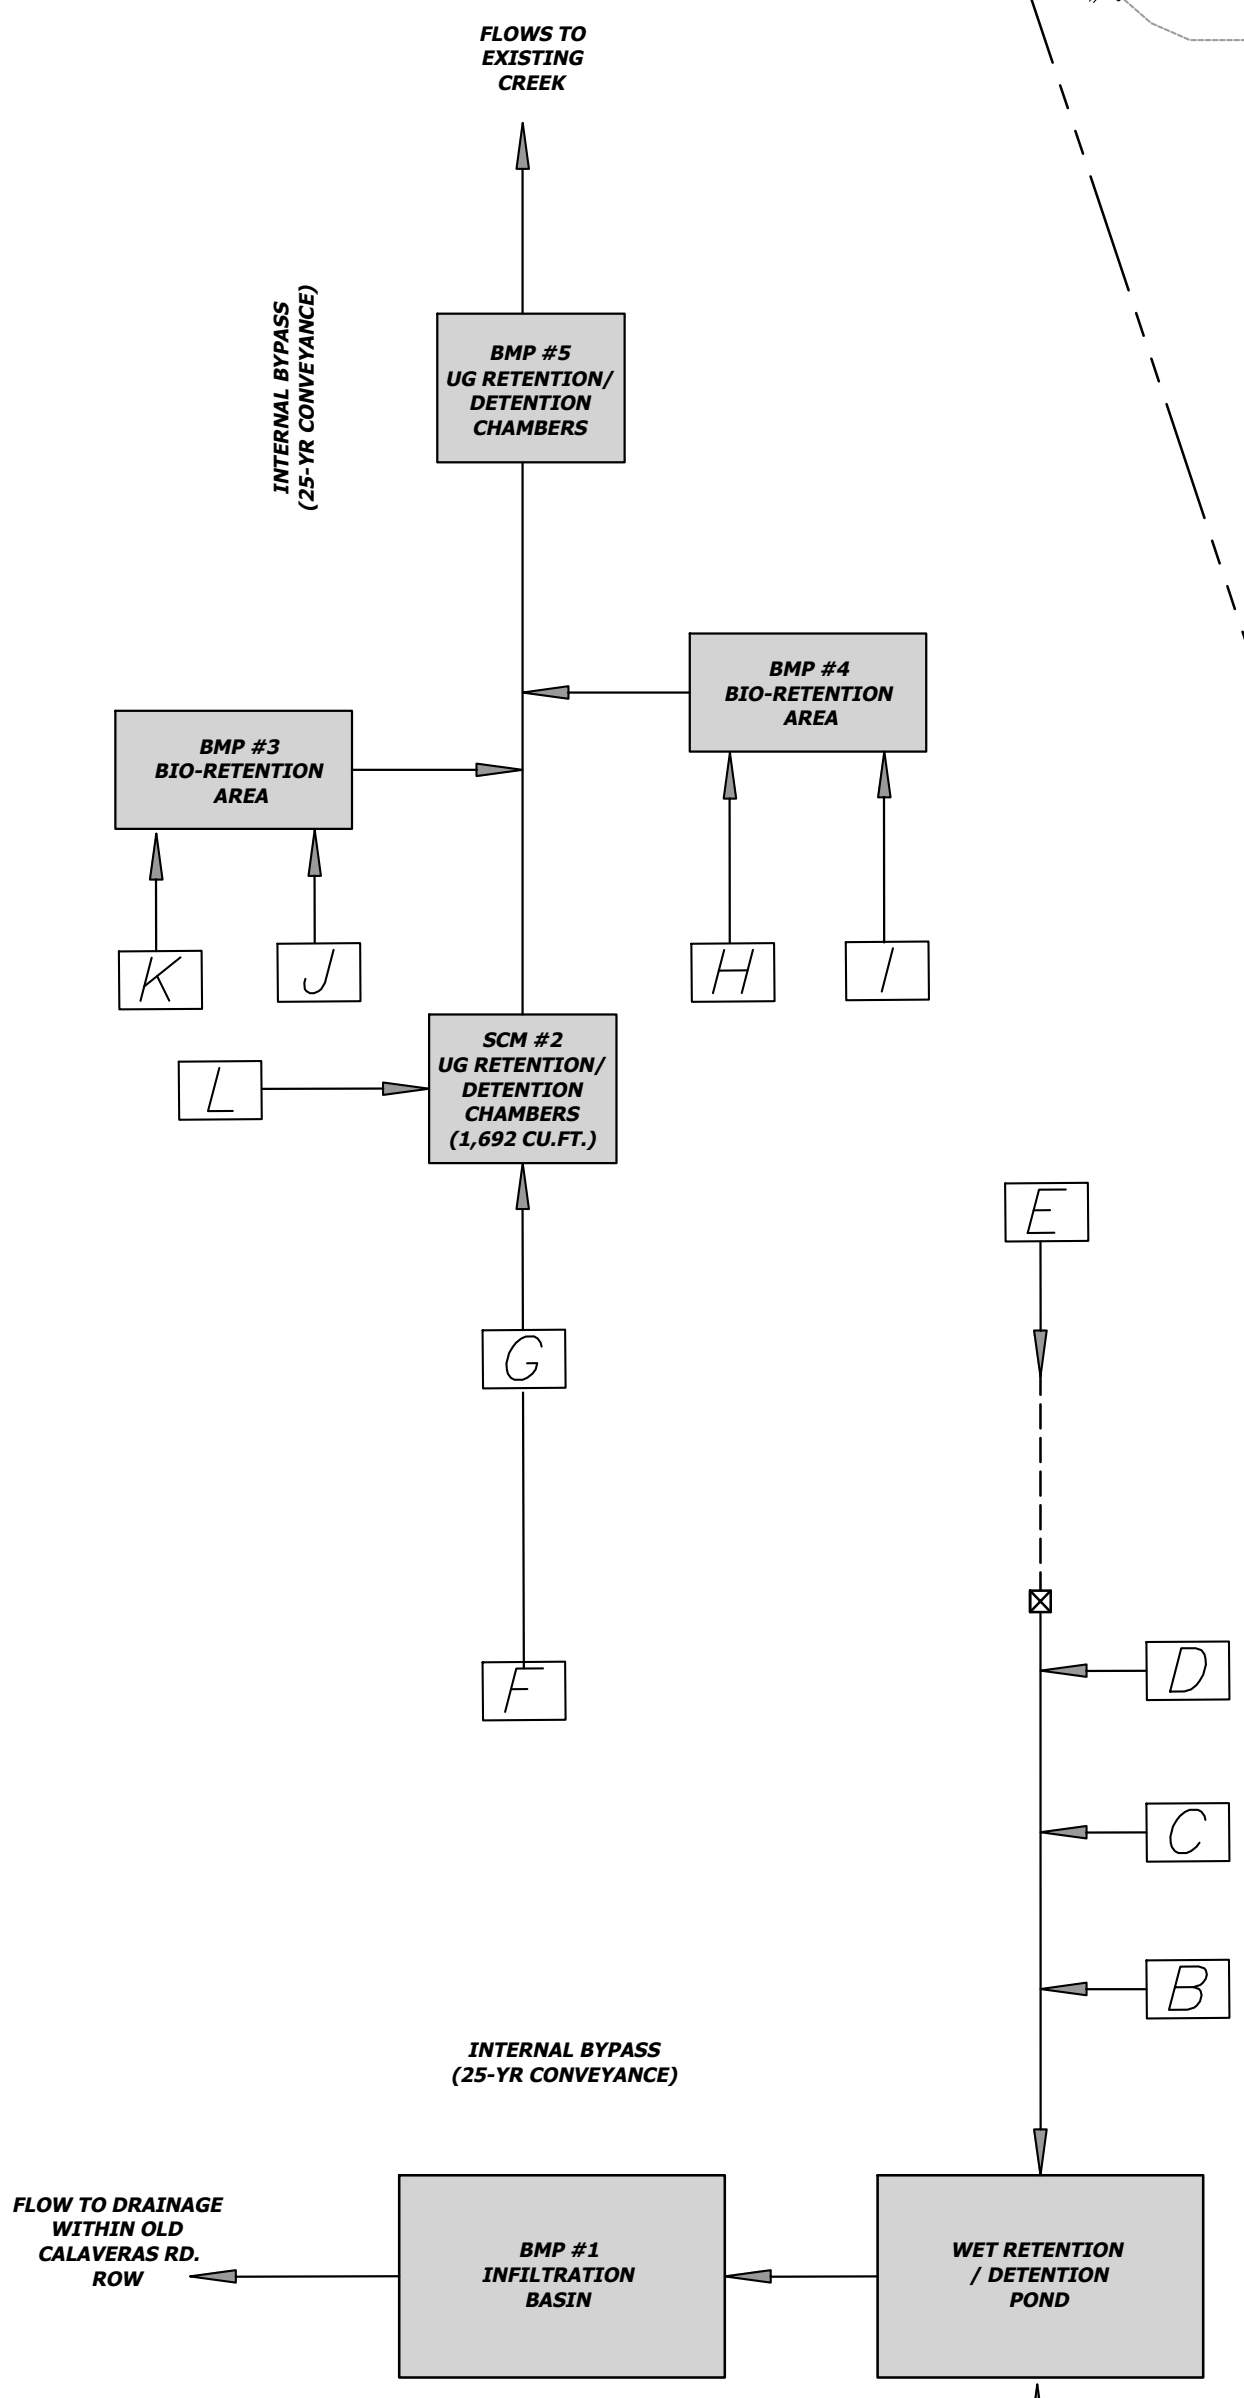 FLOWS TO
EXISTING
CREEK
INTERNAL BYPASS
(25-YR CONVEYANCE)
BMP #5
UG RETENTION/
DETENTION
CHAMBERS
BMP #4
BIO-RETENTION
AREA
BMP #3
BIO-RETENTION
AREA
K
J
H
I
SCM #2
UG RETENTION/
DETENTION
CHAMBERS
(1,692 CU.FT.)
L
E
G
F
D
C
B
INTERNAL BYPASS
(25-YR CONVEYANCE)
FLOW TO DRAINAGE
WITHIN OLD
CALAVERAS RD.
ROW
BMP #1
INFILTRATION
BASIN
WET RETENTION
/ DETENTION
POND